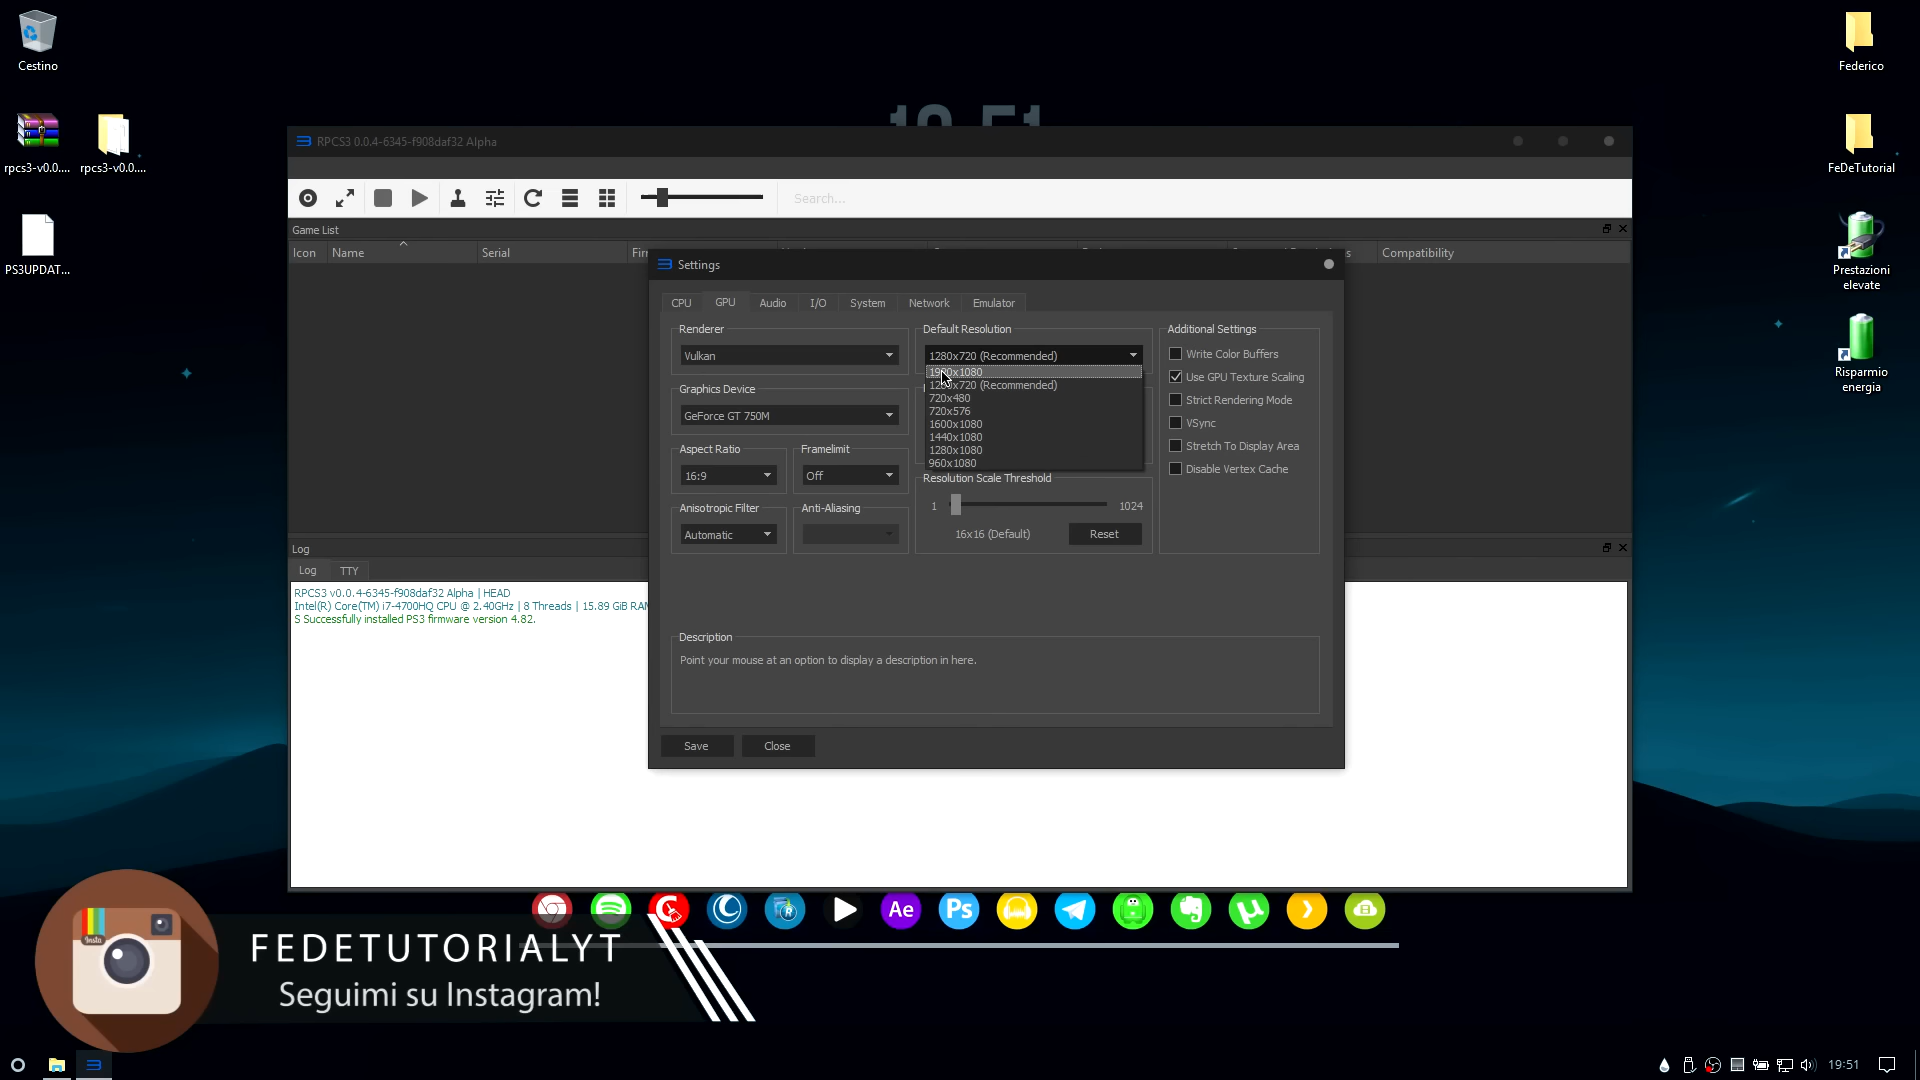 Cestino
Federico
rpcs3-v0.0....
rpcs3-v0.0....
FeDeTutorial
PS3UPDAT...
Prestazioni
elevate
Risparmio
energia
RPCS3 0.0.4-6345-f908daf32 Alpha
Search...
Game List
Icon
Name
Serial
Compatibility
Settings
CPU
GPU
Audio
I/O
System
Network
Emulator
Renderer
Vulkan
Graphics Device
GeForce GT 750M
Aspect Ratio
16:9
Framelimit
Off
Anisotropic Filter
Automatic
Anti-Aliasing
Default Resolution
1280x720 (Recommended)
1920x1080
1280x720 (Recommended)
720x480
720x576
1600x1080
1440x1080
1280x1080
960x1080
Resolution Scale Threshold
1
1024
16x16 (Default)
Reset
Additional Settings
Write Color Buffers
Use GPU Texture Scaling
Strict Rendering Mode
VSync
Stretch To Display Area
Disable Vertex Cache
Description
Point your mouse at an option to display a description in here.
Save
Close
Log
Log
TTY
RPCS3 v0.0.4-6345-f908daf32 Alpha | HEAD
Intel(R) Core(TM) i7-4700HQ CPU @ 2.40GHz | 8 Threads | 15.89 GiB RAM
S Successfully installed PS3 firmware version 4.82.
Ae
Ps
Insta
FEDETUTORIALYT
Seguimi su Instagram!
19:51